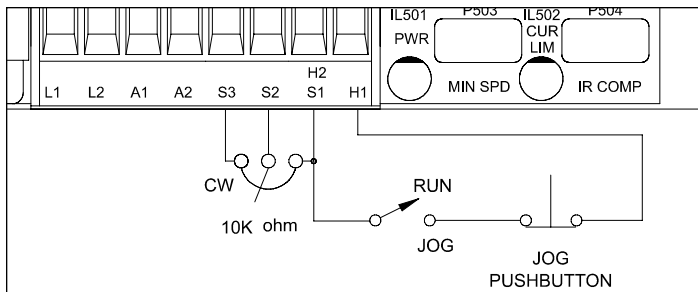 IL501 P503 IL502 P504
PWR CUR
LIM
MIN SPD IR COMP
H2
L1 L2 A1 A2 S3 S2 S1 H1
CW
10K ohm
RUN
JOG
JOG
PUSHBUTTON